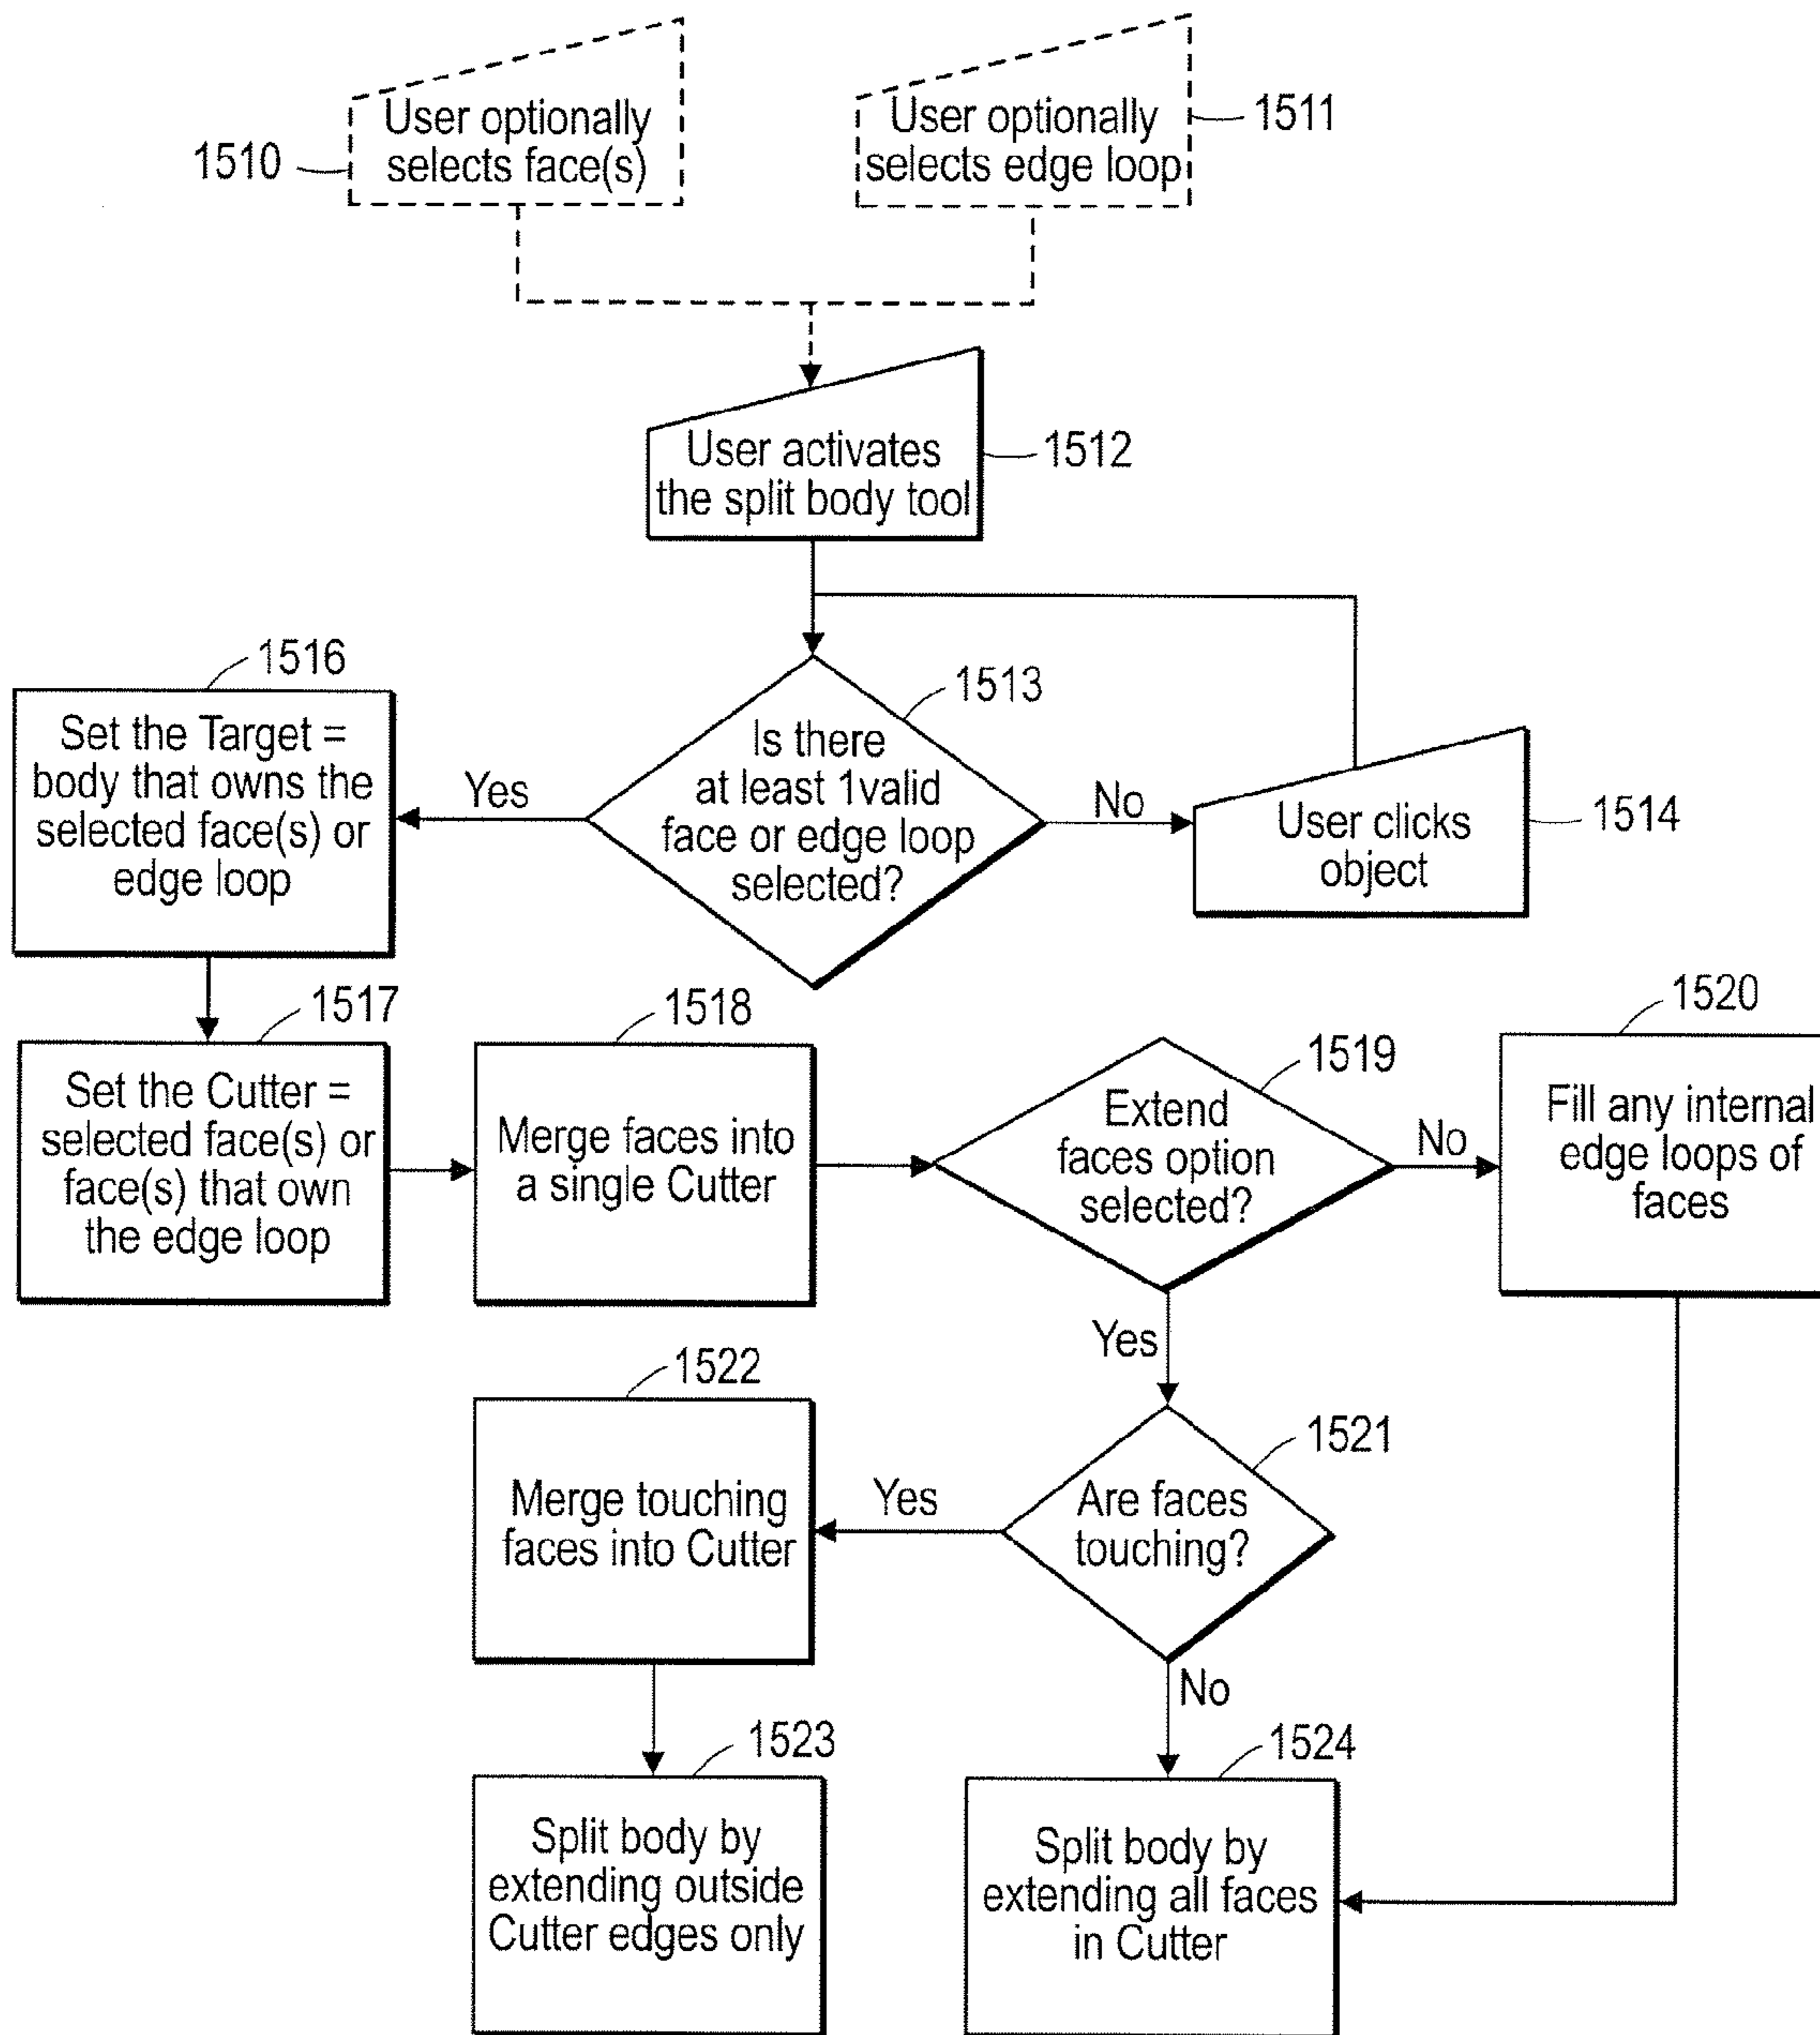 User optionally
selects face(s)
1510
User optionally
selects edge loop
1511
User activates
the split body tool
1512
1516
Set the Target =
body that owns the
selected face(s) or
edge loop
Yes
1513
Is there
at least 1valid
face or edge loop
selected?
No
User clicks
object
1514
1517
Set the Cutter =
selected face(s) or
face(s) that own
the edge loop
1518
Merge faces into
a single Cutter
1519
Extend
faces option
selected?
No
1520
Fill any internal
edge loops of
faces
Yes
1522
Merge touching
faces into Cutter
Yes
1521
Are faces
touching?
No
1523
Split body by
extending outside
Cutter edges only
1524
Split body by
extending all faces
in Cutter